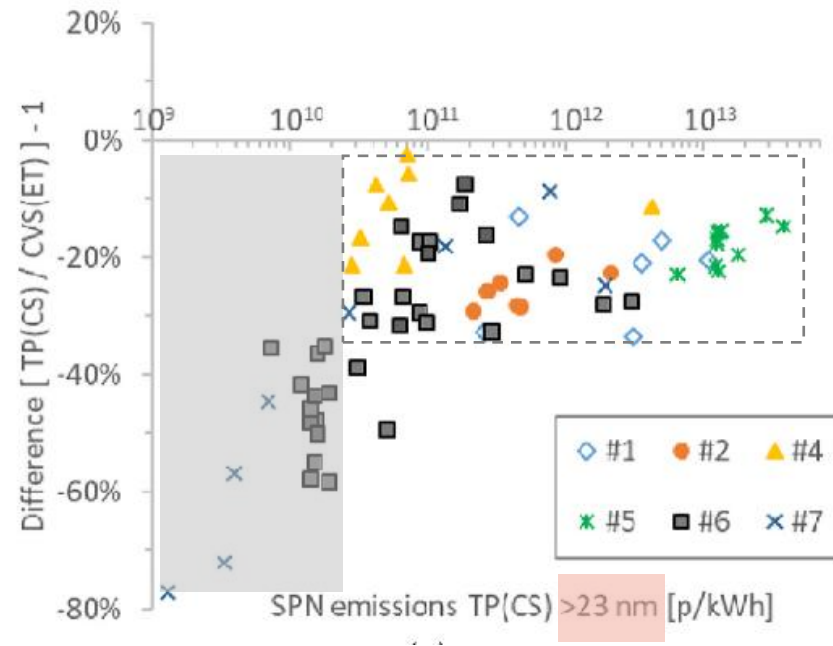 20%
10⁹ 10¹⁰ 10¹¹ 10¹² 10¹³
0%
-20%
-40%
-60%
-80%
Difference [ TP(CS) / CVS(ET) ] - 1
#1 #2 #4
#5 #6 #7
SPN emissions TP(CS) >23 nm [p/kWh]